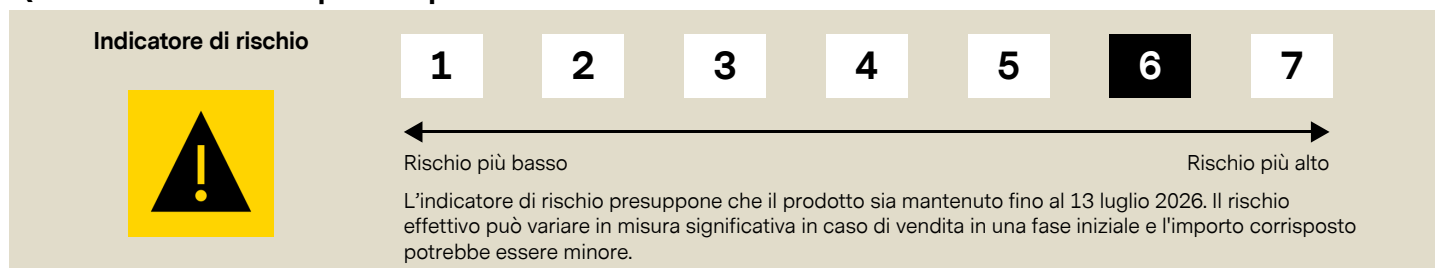 Indicatore di rischio
1 2 3 4 5 6 7
Rischio più basso Rischio più alto
L'indicatore di rischio presuppone che il prodotto sia mantenuto fino al 13 luglio 2026. Il rischio
effettivo può variare in misura significativa in caso di vendita in una fase iniziale e l'importo corrisposto
potrebbe essere minore.